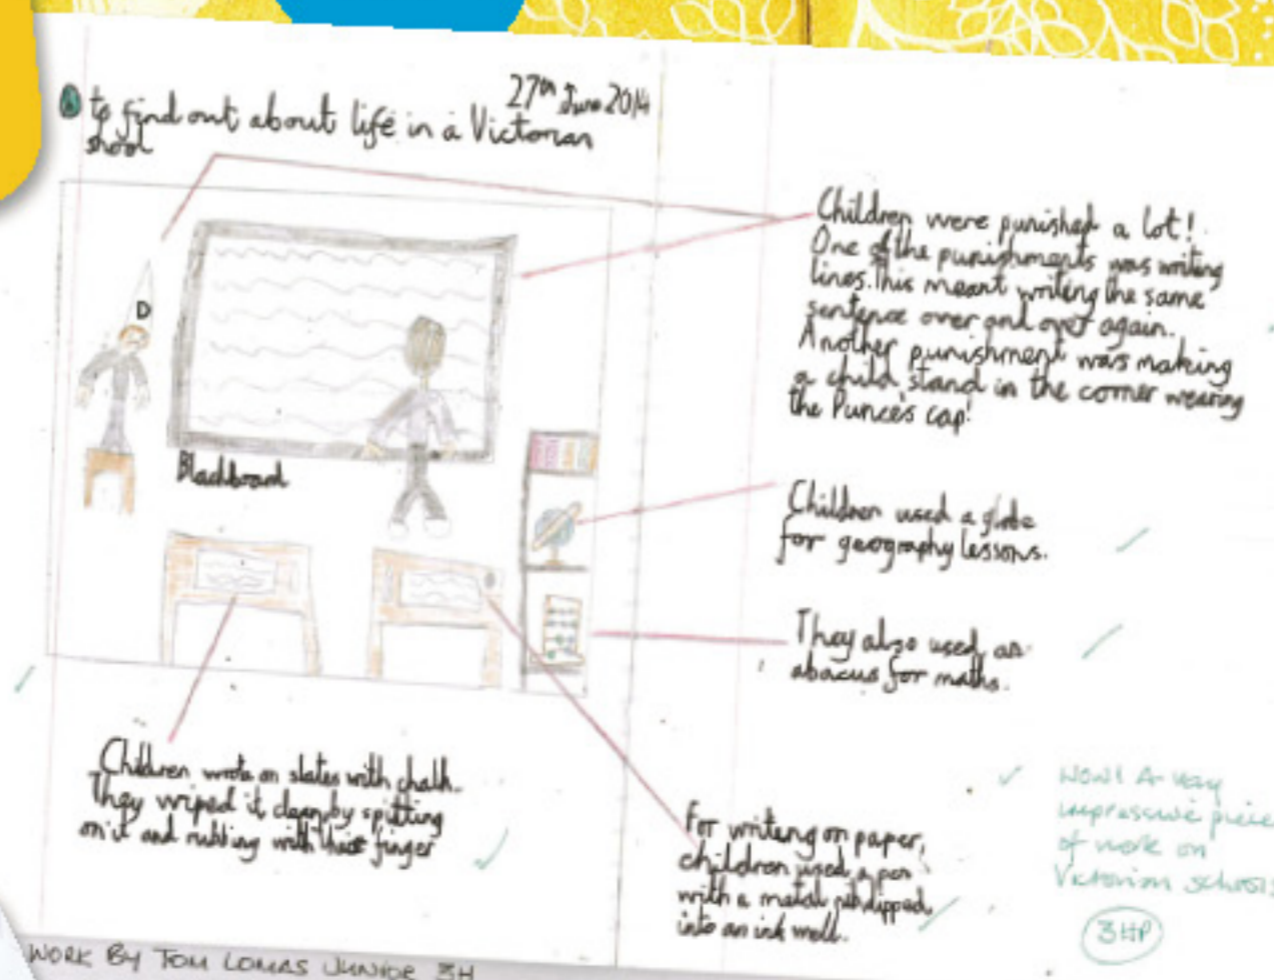 27th June 2014
to find out about life in a Victorian
shool
D
Blackboard
Children were punished a lot!
One of the punishments was writing
lines. This meant writing the same
sentence over and over again.
Another punishment was making
a child stand in the corner wearing
the Dunce's cap!
Children used a globe
for geography lessons.
They also used an
abacus for maths.
Children wrote on slates with chalk.
They wriped it clean by spitting
on it and rubbing with their finger
For writeng on paper,
children used a pen
with a metal nib dipped
into an ink well.
WOW! A very
impressive piece
of work on
Victorian schools
3HP
WORK BY TOM LOMAS JUNIOR 3H